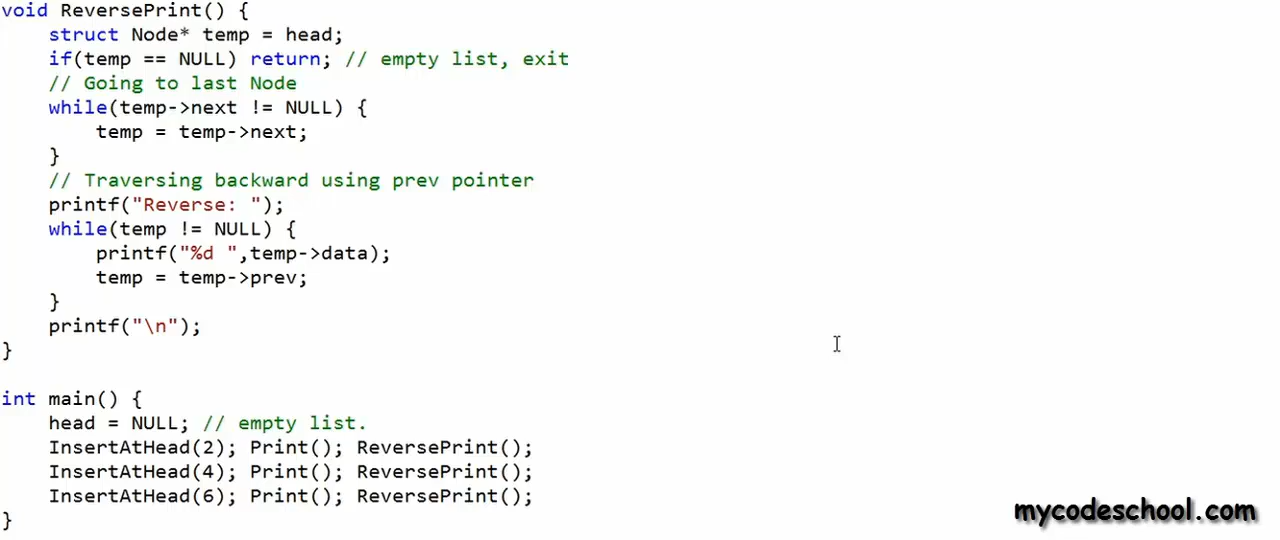 void ReversePrint() {
    struct Node* temp = head;
    if(temp == NULL) return; // empty list, exit
    // Going to last Node
    while(temp->next != NULL) {
        temp = temp->next;
    }
    // Traversing backward using prev pointer
    printf("Reverse: ");
    while(temp != NULL) {
        printf("%d ",temp->data);
        temp = temp->prev;
    }
    printf("\n");
}

int main() {
    head = NULL; // empty list.
    InsertAtHead(2); Print(); ReversePrint();
    InsertAtHead(4); Print(); ReversePrint();
    InsertAtHead(6); Print(); ReversePrint();
}
mycodeschool.com